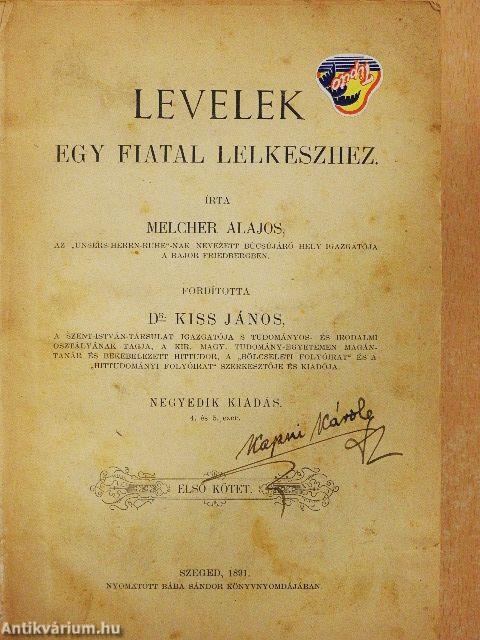 LEVELEK
EGY FIATAL LELKÉSZHEZ.
ÍRTA
MELCHER ALAJOS,
AZ „UNSERS-HERRN-RUHE"-NAK NEVEZETT BÚCSÚJÁRÓ HELY IGAZGATÓJA
A BAJOR FRIEDBERGBEN.
FORDÍTOTTA
DR. KISS JÁNOS,
A SZENT-ISTVÁN-TÁRSULAT IGAZGATÓJA S TUDOMÁNYOS- ÉS IRODALMI
OSZTÁLYÁNAK TAGJA, A KIR. MAGY. TUDOMÁNY-EGYETEMEN MAGÁN-
TANÁR ÉS BEKEBELEZETT HITTUDOR, A „BÖLCSELETI FOLYÓIRAT" ÉS A
„HITTUDOMÁNYI FOLYÓIRAT" SZERKESZTŐJE ÉS KIADÓJA.
NEGYEDIK KIADÁS.
4. és 5. ezer.
ELSŐ KÖTET.
SZEGED, 1891.
NYOMATOTT BÁBA SÁNDOR KÖNYVNYOMDÁJÁBAN.
Antikvárium.hu